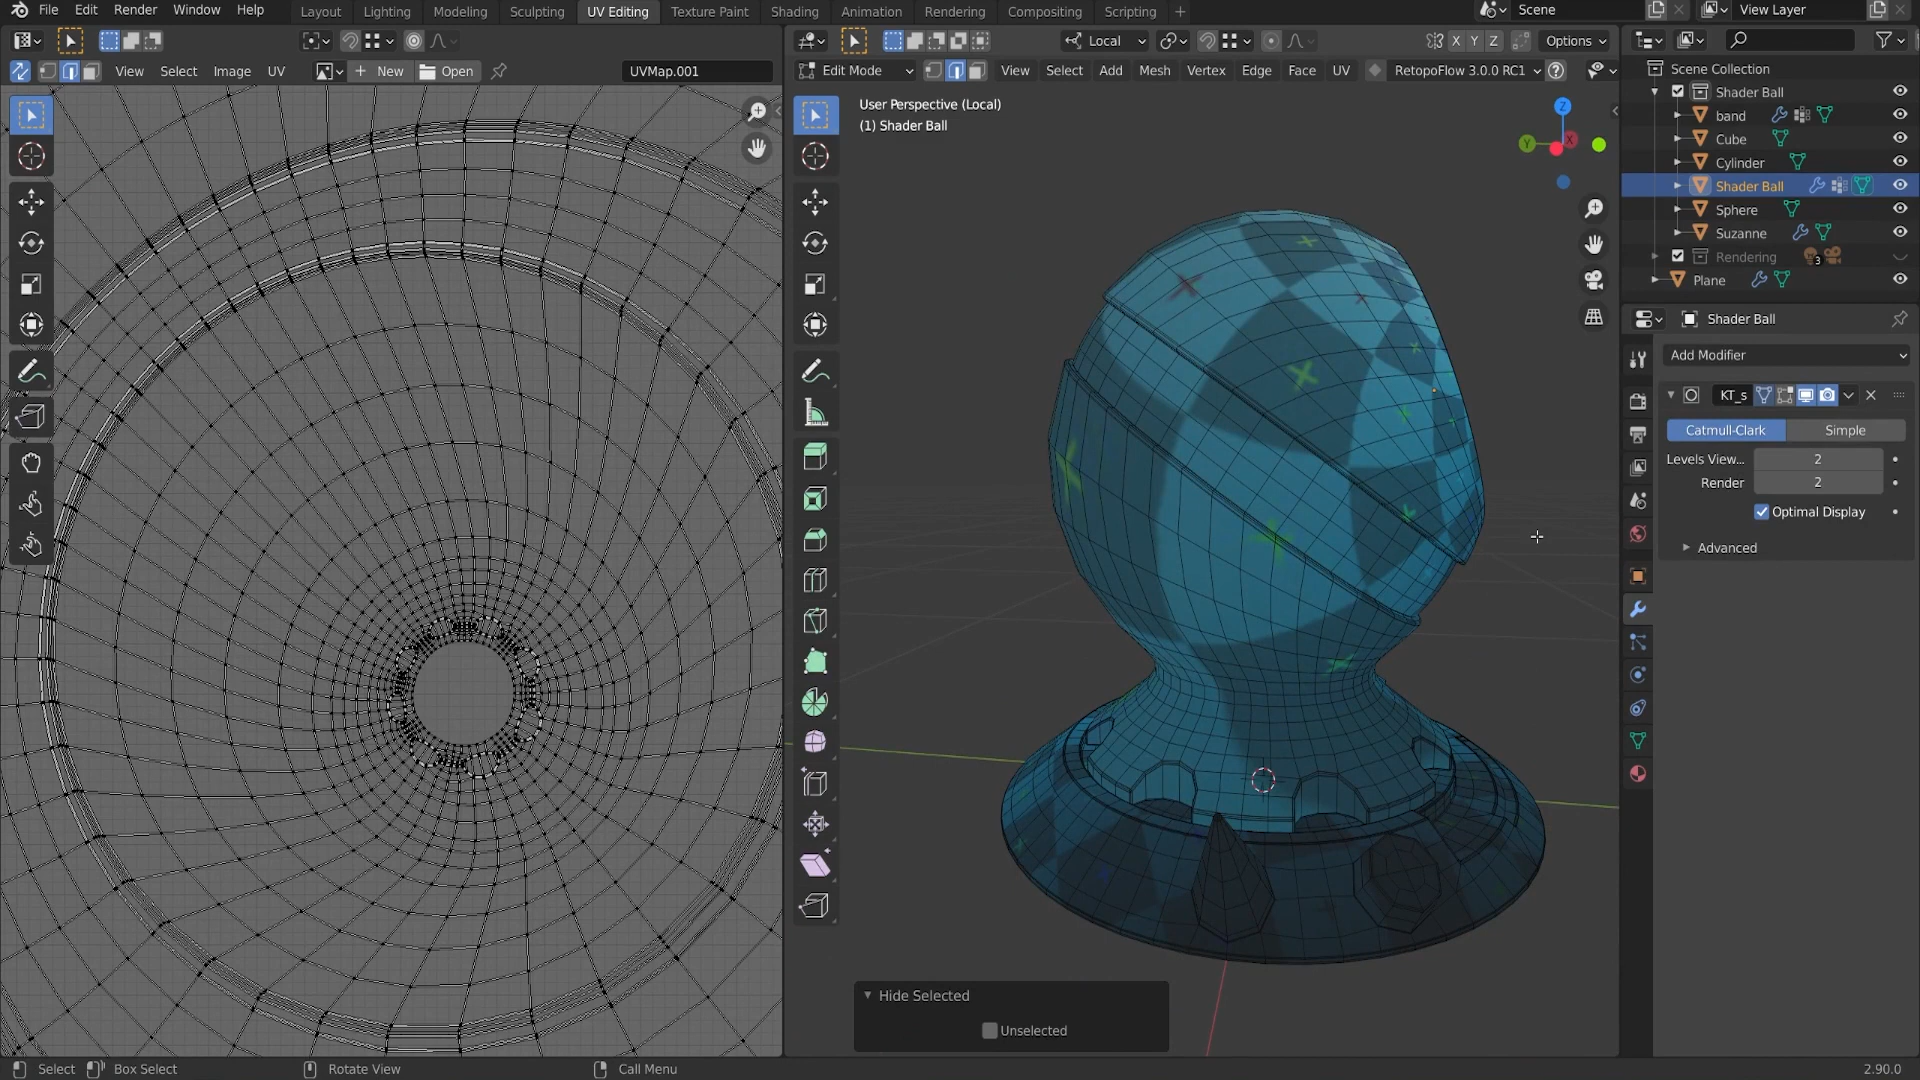 File Edit Render Window Help Layout Lighting Modeling Sculpting UV Editing Texture Paint Shading Animation Rendering Compositing Scripting + Scene View Layer
Local Options
View Select Image UV New Open UVMap.001 Edit Mode View Select Add Mesh Vertex Edge Face UV RetopoFlow 3.0.0 RC1
User Perspective (Local)
(1) Shader Ball
X Y Z
Z
Y
X
Scene Collection
Shader Ball
band
Cube
Cylinder
Shader Ball
Sphere
Suzanne
Rendering 3
Plane
Shader Ball
Add Modifier
KT_s
Catmull-Clark Simple
Levels View... 2
Render 2
Optimal Display
Advanced
Hide Selected
Unselected
Select Box Select Rotate View Call Menu 2.90.0